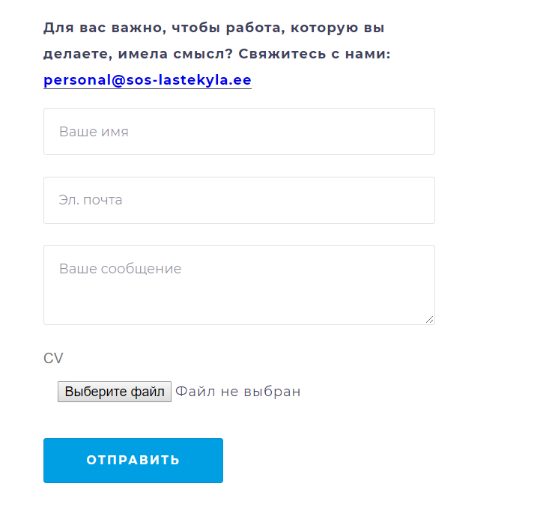 Для вас важно, чтобы работа, которую вы
делаете, имела смысл? Свяжитесь с нами:
personal@sos-lastekyla.ee
Ваше имя
Эл. почта
Ваше сообщение
CV
Выберите файл Файл не выбран
ОТПРАВИТЬ